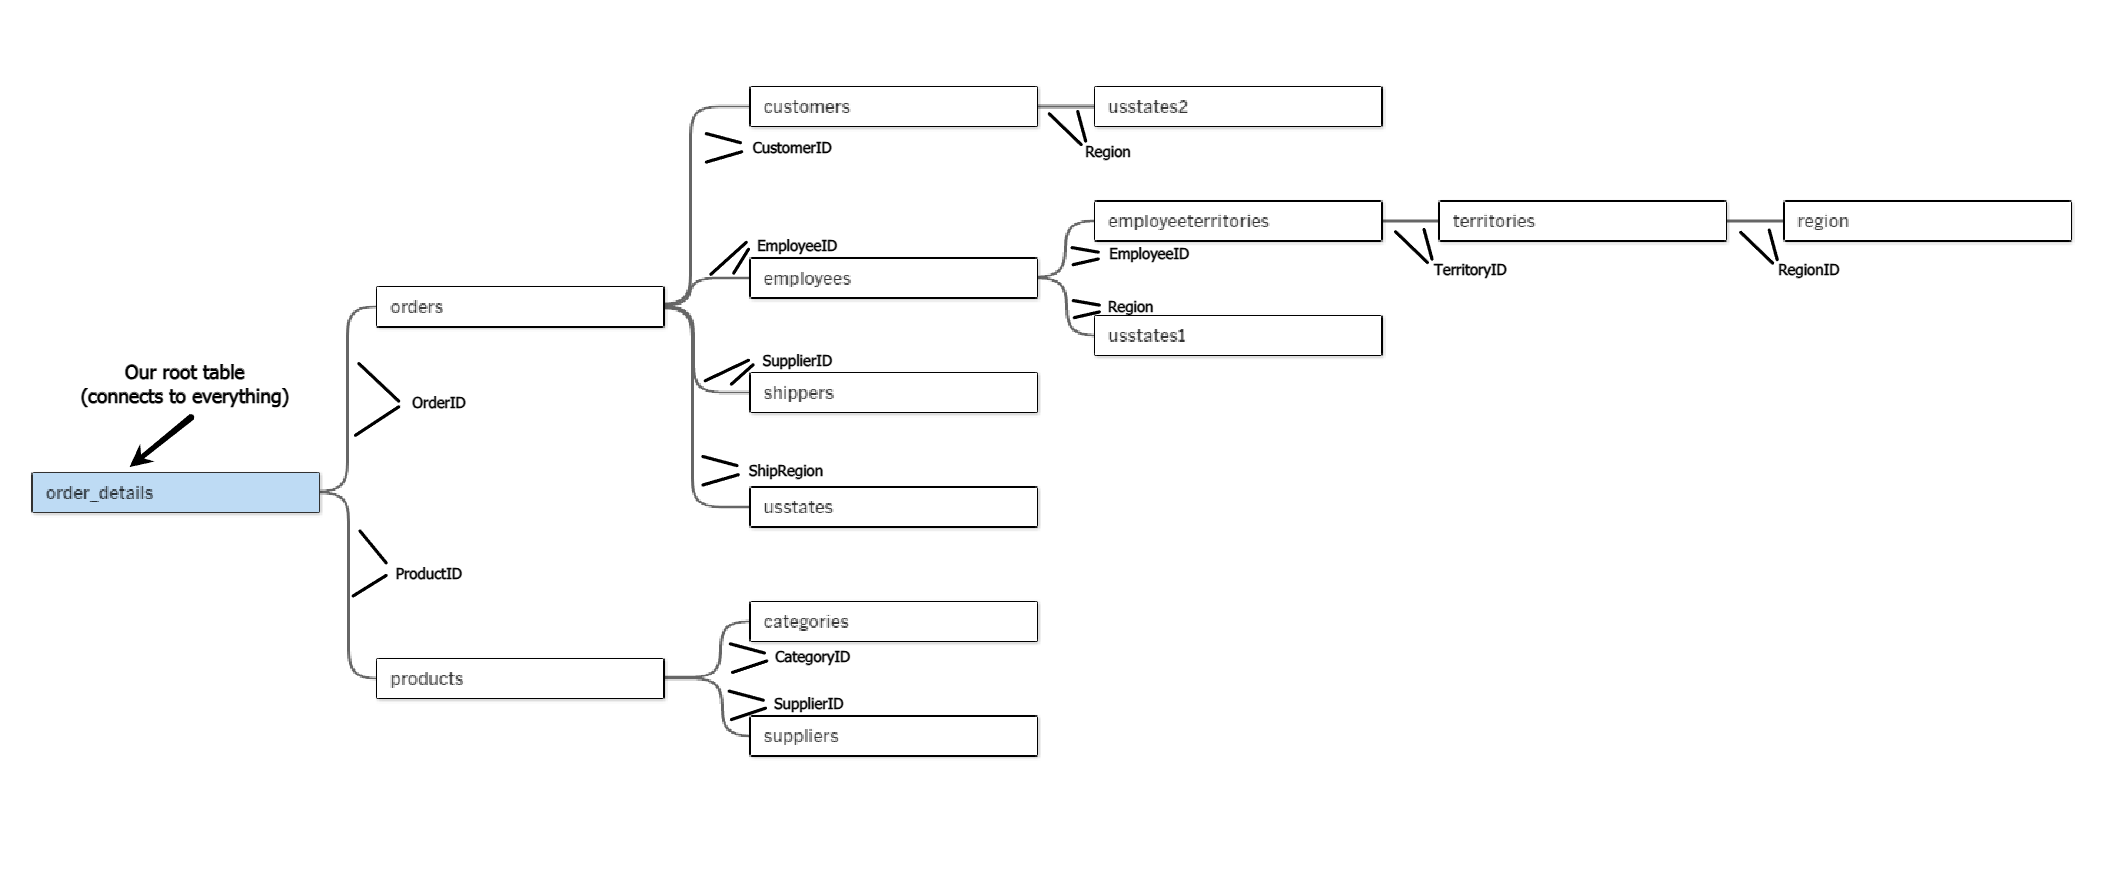 customers
usstates2
CustomerID
Region
employeeterritories
territories
region
EmployeeID
employees
EmployeeID
TerritoryID
RegionID
orders
Region
usstates1
Our root table
(connects to everything)
SupplierID
shippers
OrderID
ShipRegion
order_details
usstates
ProductID
categories
CategoryID
products
SupplierID
suppliers